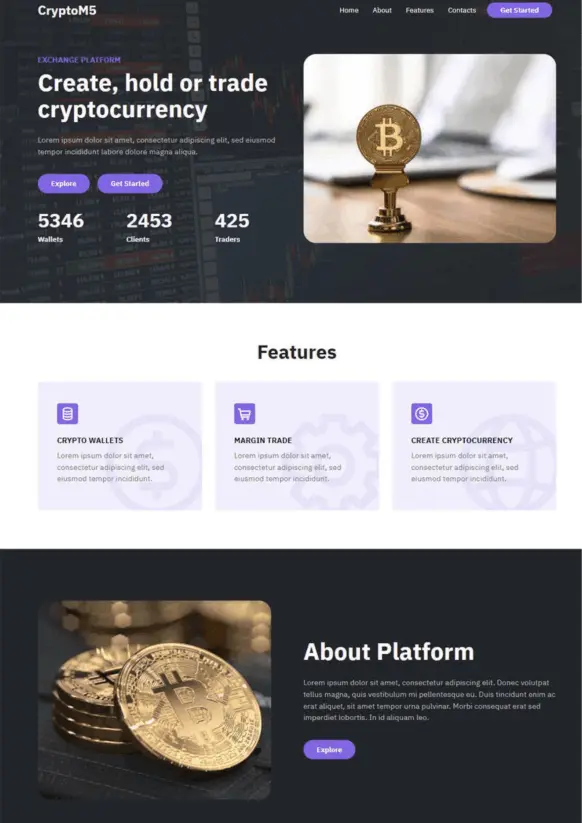 CryptoM5
Home About Features Contacts Get Started
EXCHANGE PLATFORM
Create, hold or trade
cryptocurrency
Lorem ipsum dolor sit amet, consectetur adipiscing elit, sed eiusmod
tempor incididunt labore dolore magna aliqua.
Explore Get Started
5346 2453 425
Wallets Clients Traders
Features
CRYPTO WALLETS
Lorem ipsum dolor sit amet,
consectetur adipiscing elit, sed
eiusmod tempor incididunt.
MARGIN TRADE
Lorem ipsum dolor sit amet,
consectetur adipiscing elit, sed
eiusmod tempor incididunt.
CREATE CRYPTOCURRENCY
Lorem ipsum dolor sit amet,
consectetur adipiscing elit, sed
eiusmod tempor incididunt.
About Platform
Lorem ipsum dolor sit amet, consectetur adipiscing elit. Donec volutpat
tellus magna, quis vestibulum mi pellentesque eu. Duis tincidunt enim ac
erat aliquet, sit amet tempor urna pulvinar. Morbi consequat erat sed
imperdiet lobortis. In id aliquam leo.
Explore